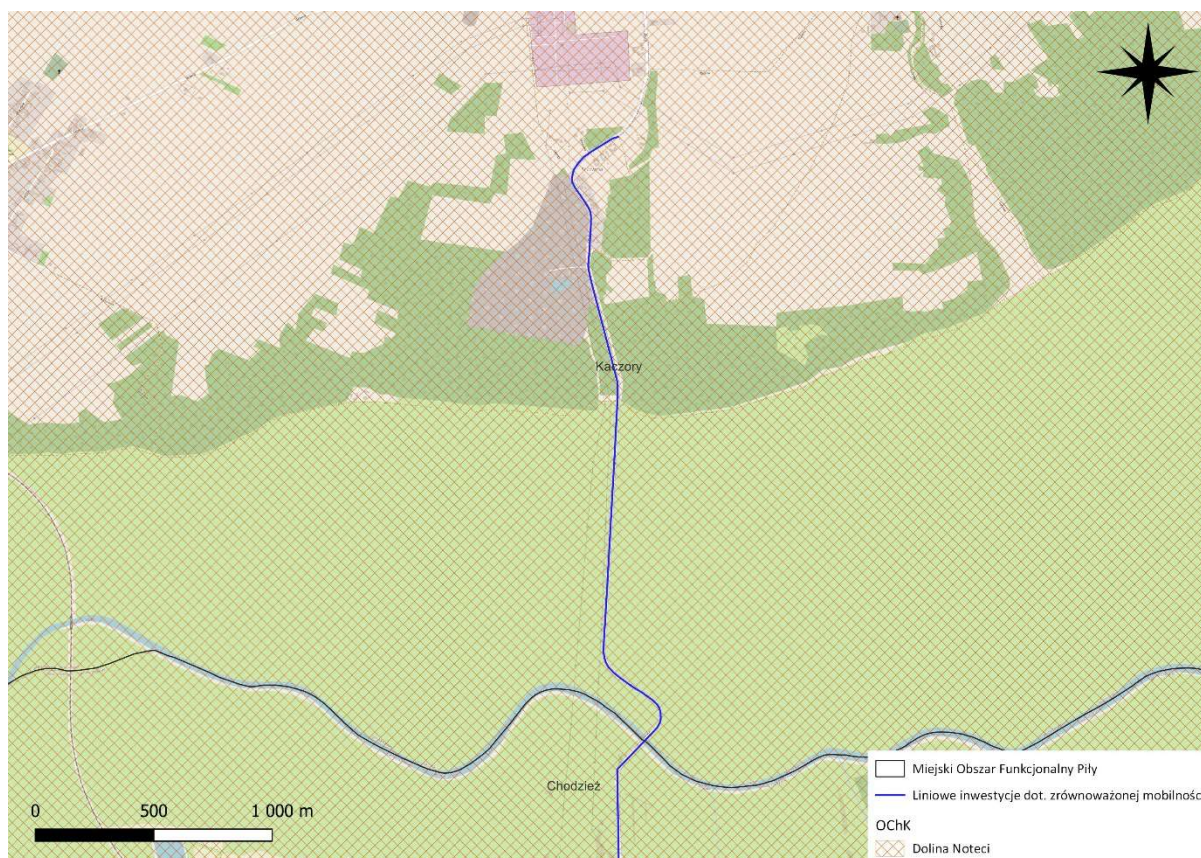 Kaczory
Chodzież
0 500 1 000 m
Miejski Obszar Funkcjonalny Piły
Liniowe inwestycje dot. zrównoważonej mobilnośc
OChK
Dolina Noteci